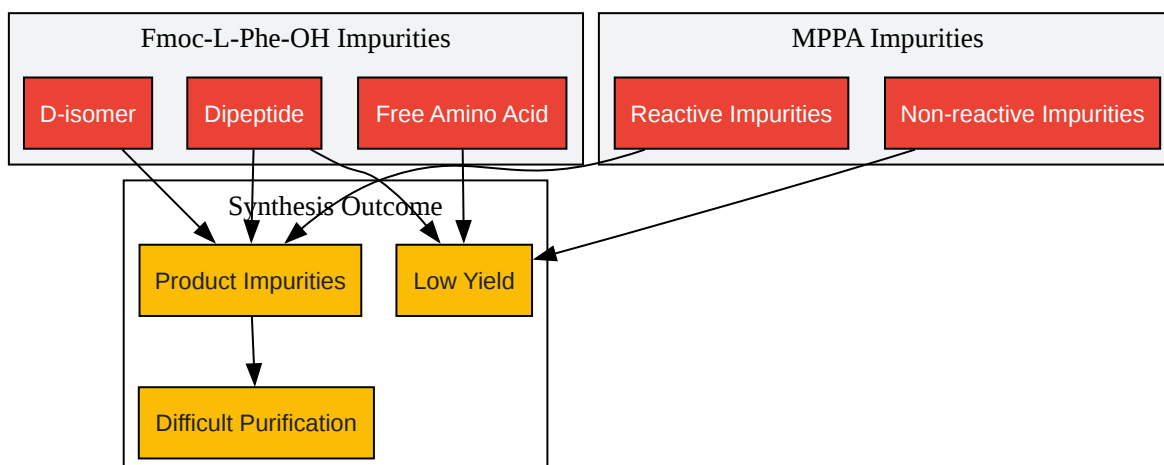 Fmoc-L-Phe-OH Impurities
MPPA Impurities
D-isomer
Dipeptide
Free Amino Acid
Reactive Impurities
Non-reactive Impurities
Synthesis Outcome
Product Impurities
Low Yield
Difficult Purification